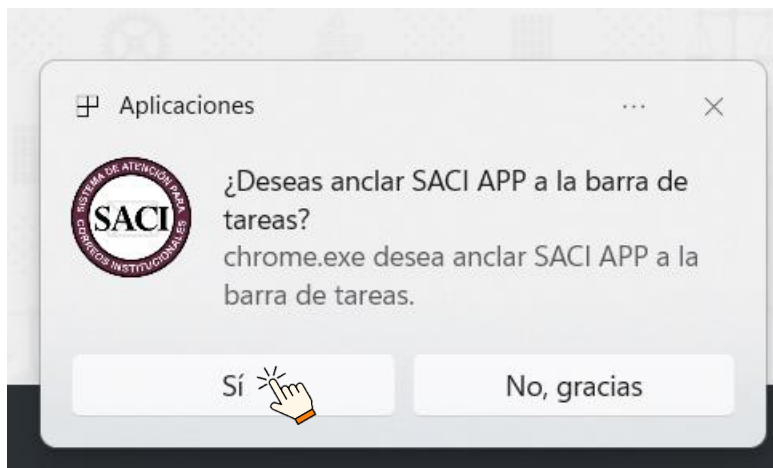 Aplicaciones
SISTEMA DE ATENCIÓN PARA
CORREOS INSTITUCIONALES
SACI
¿Deseas anclar SACI APP a la barra de
tareas?
chrome.exe desea anclar SACI APP a la
barra de tareas.
Sí
No, gracias